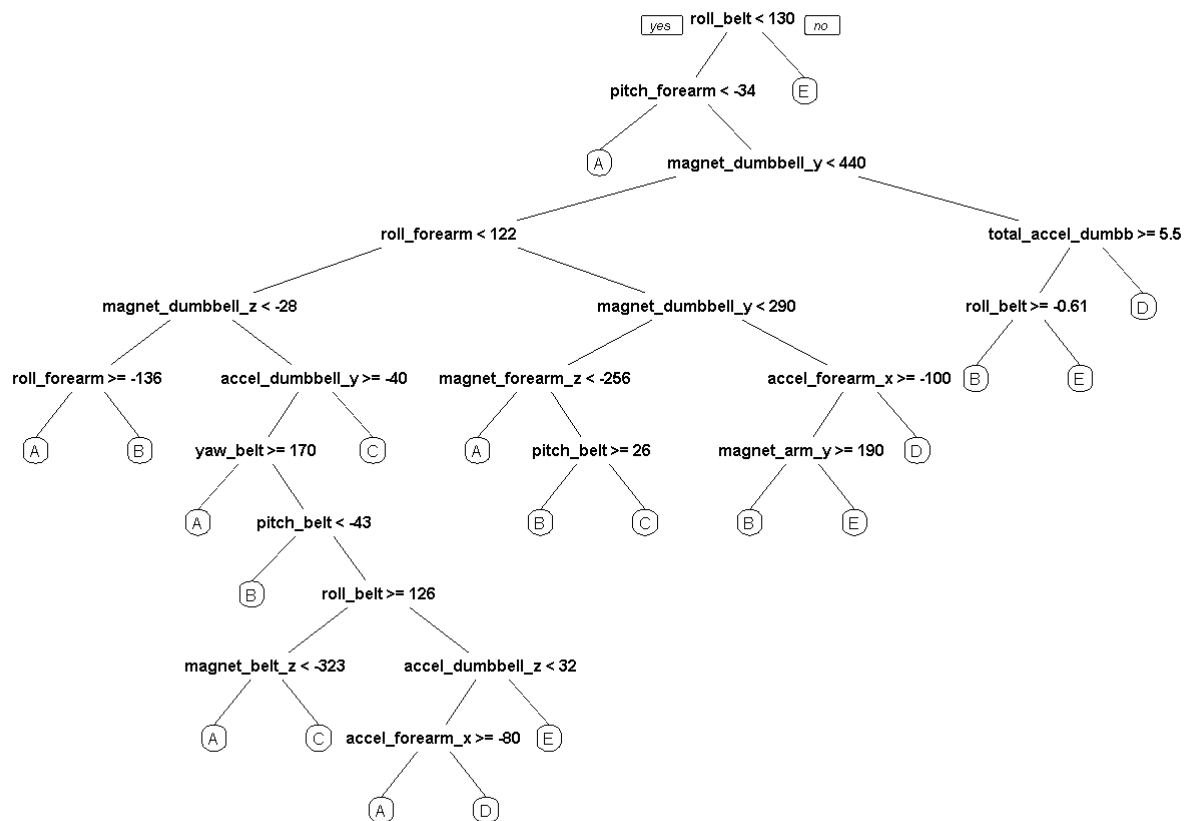 yes roll_belt < 130 no
pitch_forearm < -34 E
A magnet_dumbbell_y < 440
roll_forearm < 122 total_accel_dumbb >= 5.5
magnet_dumbbell_z < -28 magnet_dumbbell_y < 290 roll_belt >= -0.61 D
roll_forearm >= -136 accel_dumbbell_y >= -40 magnet_forearm_z < -256 accel_forearm_x >= -100 B E
A B yaw_belt >= 170 C A pitch_belt >= 26 magnet_arm_y >= 190 D
A pitch_belt < -43 B C B E
B roll_belt >= 126
magnet_belt_z < -323 accel_dumbbell_z < 32
A C accel_forearm_x >= -80 E
A D